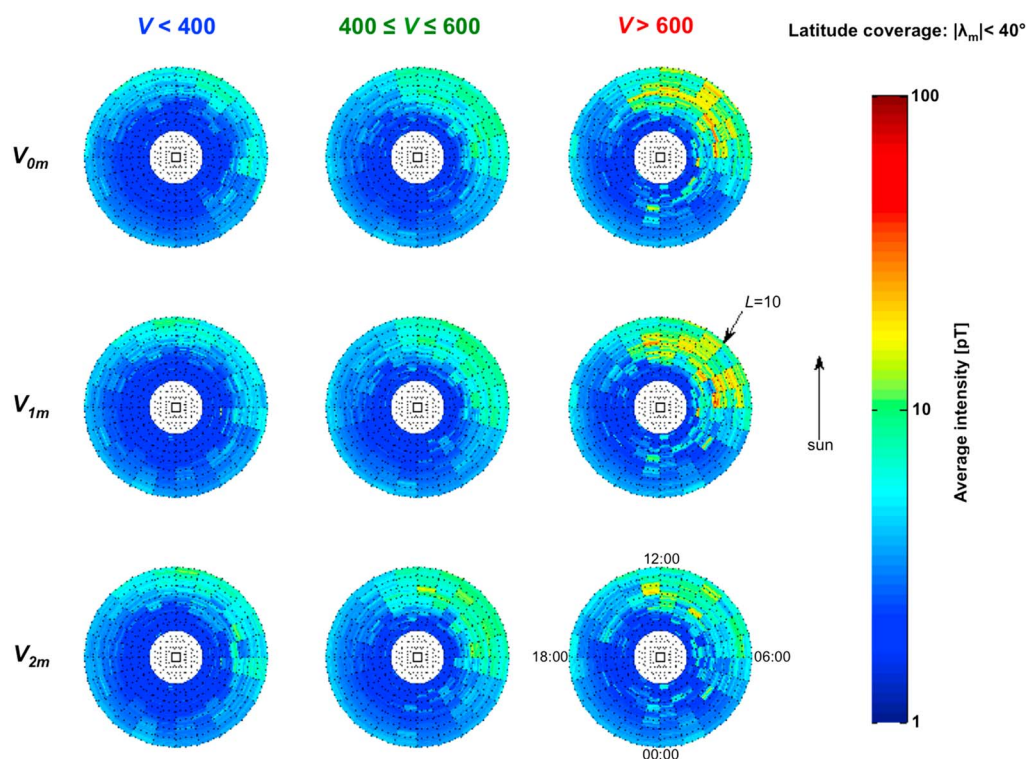 V < 400
400 ≤ V ≤ 600
V > 600
Latitude coverage: |λm|< 40°
V0m
100
L=10
V1m
sun
10
Average intensity [pT]
12:00
V2m
18:00
06:00
1
00:00